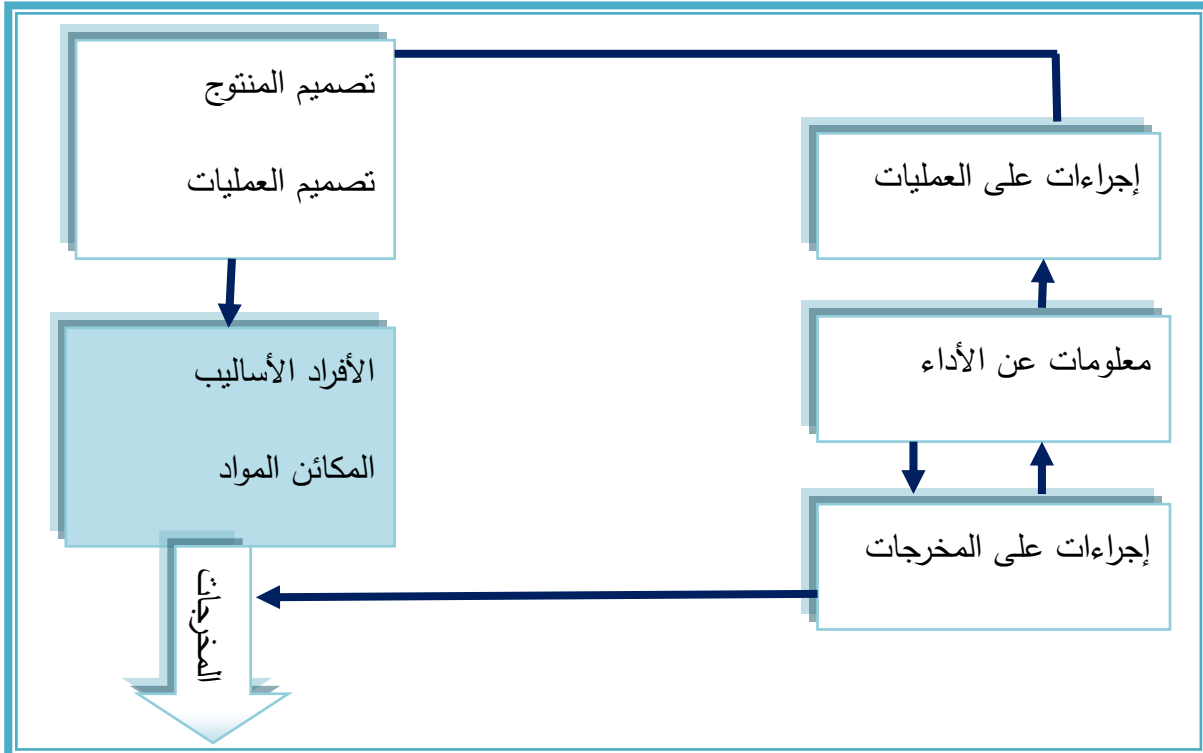 تصميم المنتوج
تصميم العمليات
إجراءات على العمليات
معلومات عن الأداء
الأفراد الأساليب
المكائن المواد
إجراءات على المخرجات
المخرجات